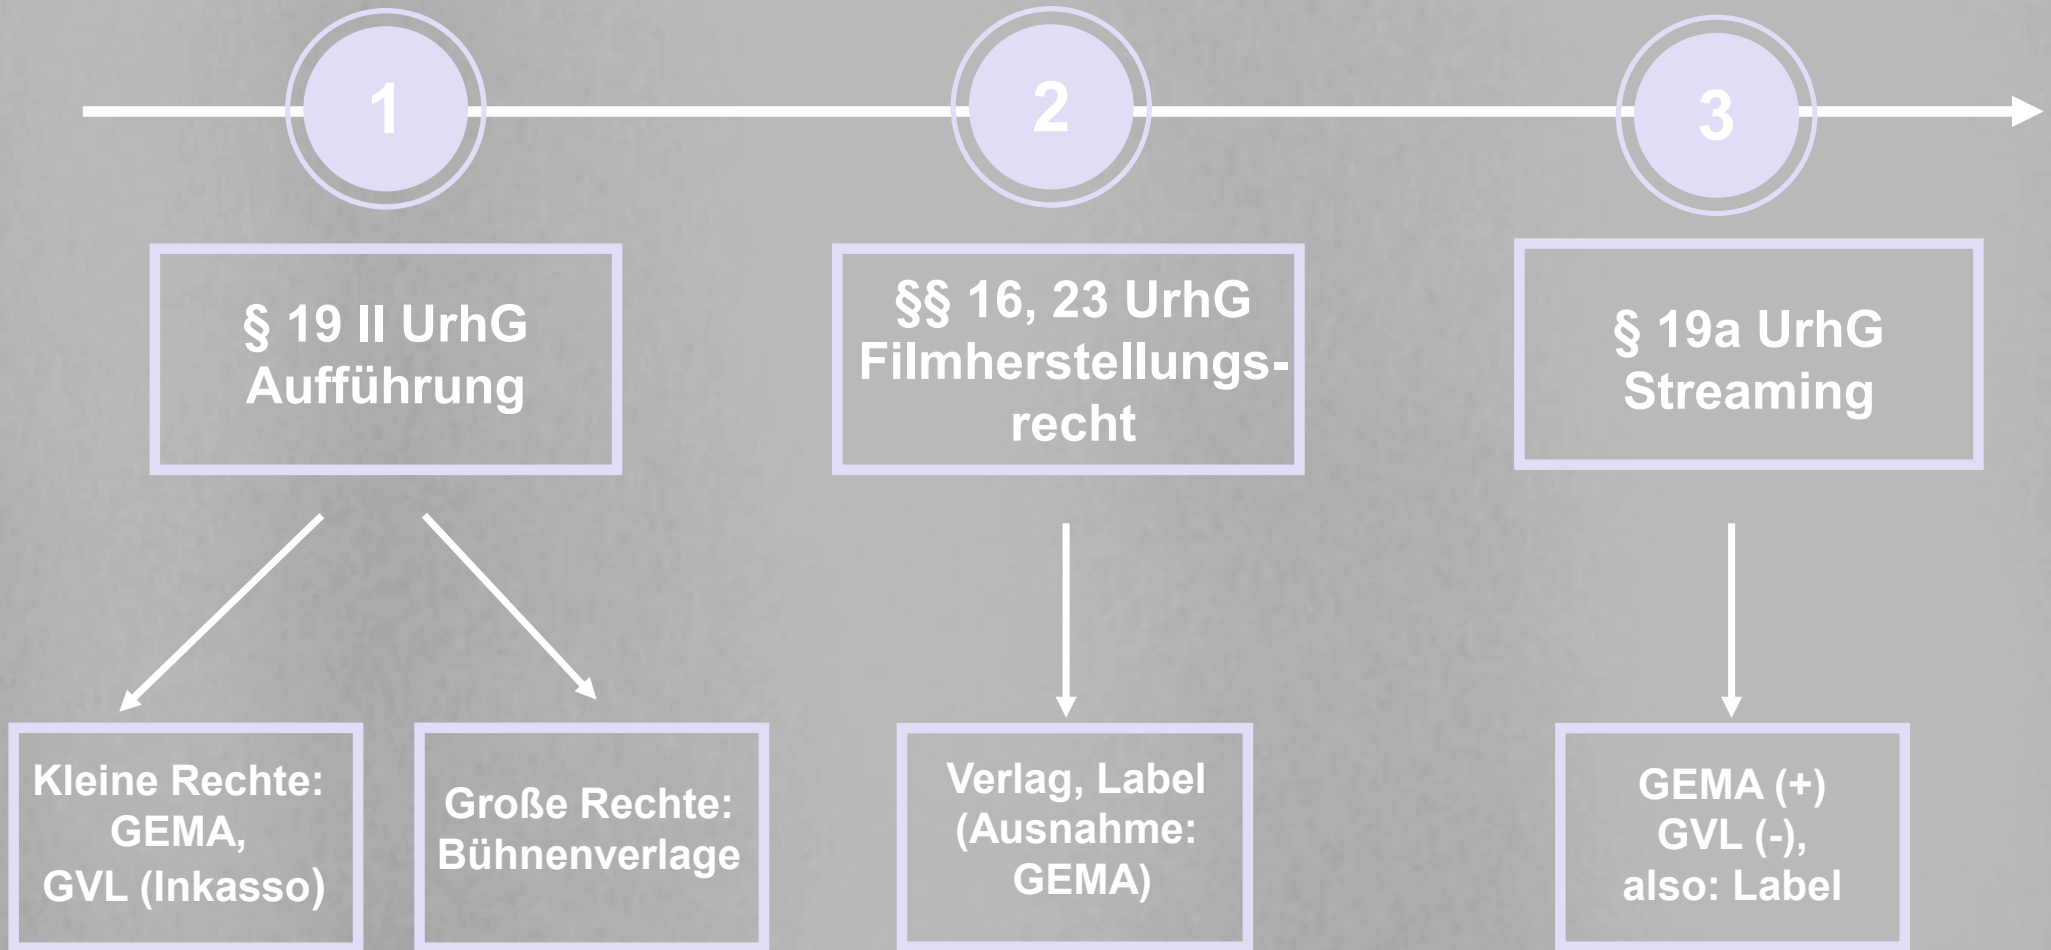 1
2
3
§ 19 II UrhG
Aufführung
§§ 16, 23 UrhG
Filmherstellungs-
recht
§ 19a UrhG
Streaming
Kleine Rechte:
GEMA,
GVL (Inkasso)
Große Rechte:
Bühnenverlage
Verlag, Label
(Ausnahme:
GEMA)
GEMA (+)
GVL (-),
also: Label